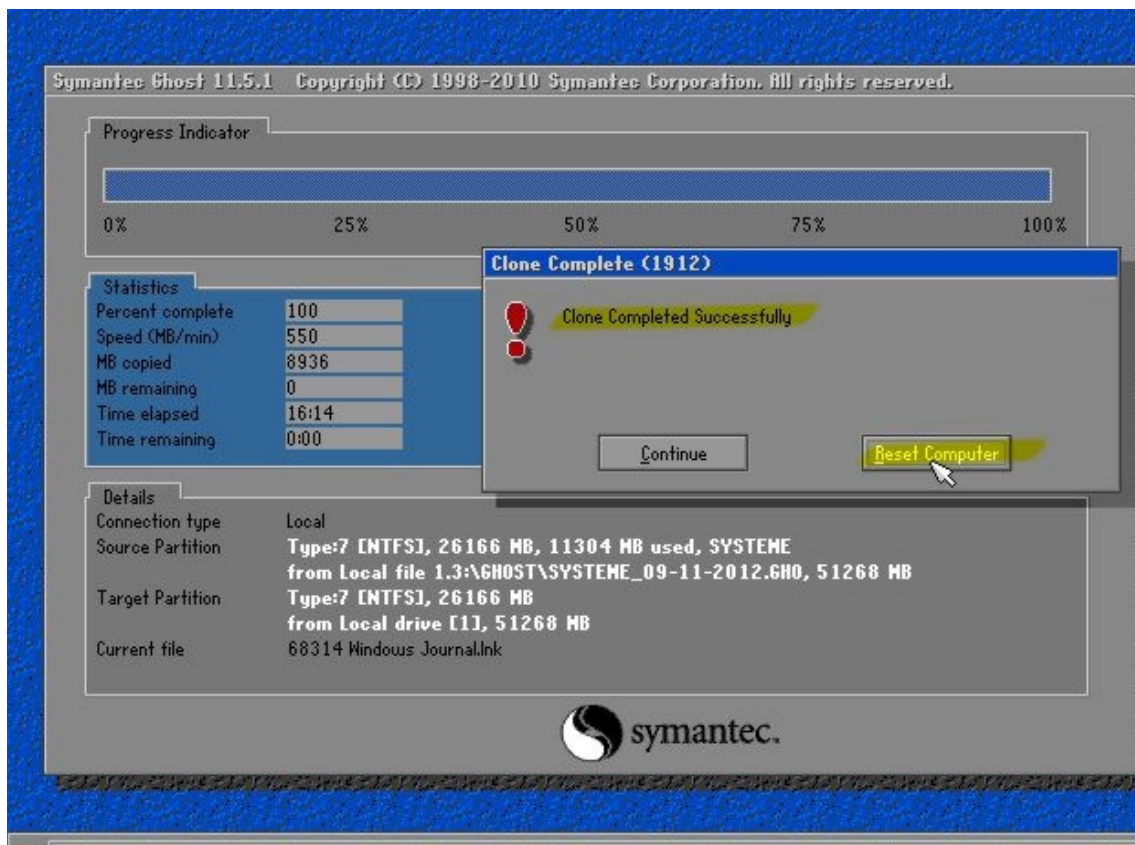 Symantec Ghost 11.5.1   Copyright (C) 1998-2010 Symantec Corporation. All rights reserved.
Progress Indicator
0% 25% 50% 75% 100%
Clone Complete (1912)
Clone Completed Successfully
Continue Reset Computer
Statistics
Percent complete 100
Speed (MB/min) 550
MB copied 8936
MB remaining 0
Time elapsed 16:14
Time remaining 0:00
Details
Connection type Local
Source Partition Type:7 [NTFS], 26166 MB, 11304 MB used, SYSTEME
from Local file 1.3:\GHOST\SYSTEME_09-11-2012.GHO, 51268 MB
Target Partition Type:7 [NTFS], 26166 MB
from Local drive [1], 51268 MB
Current file 68314 Windows Journal.lnk
symantec.